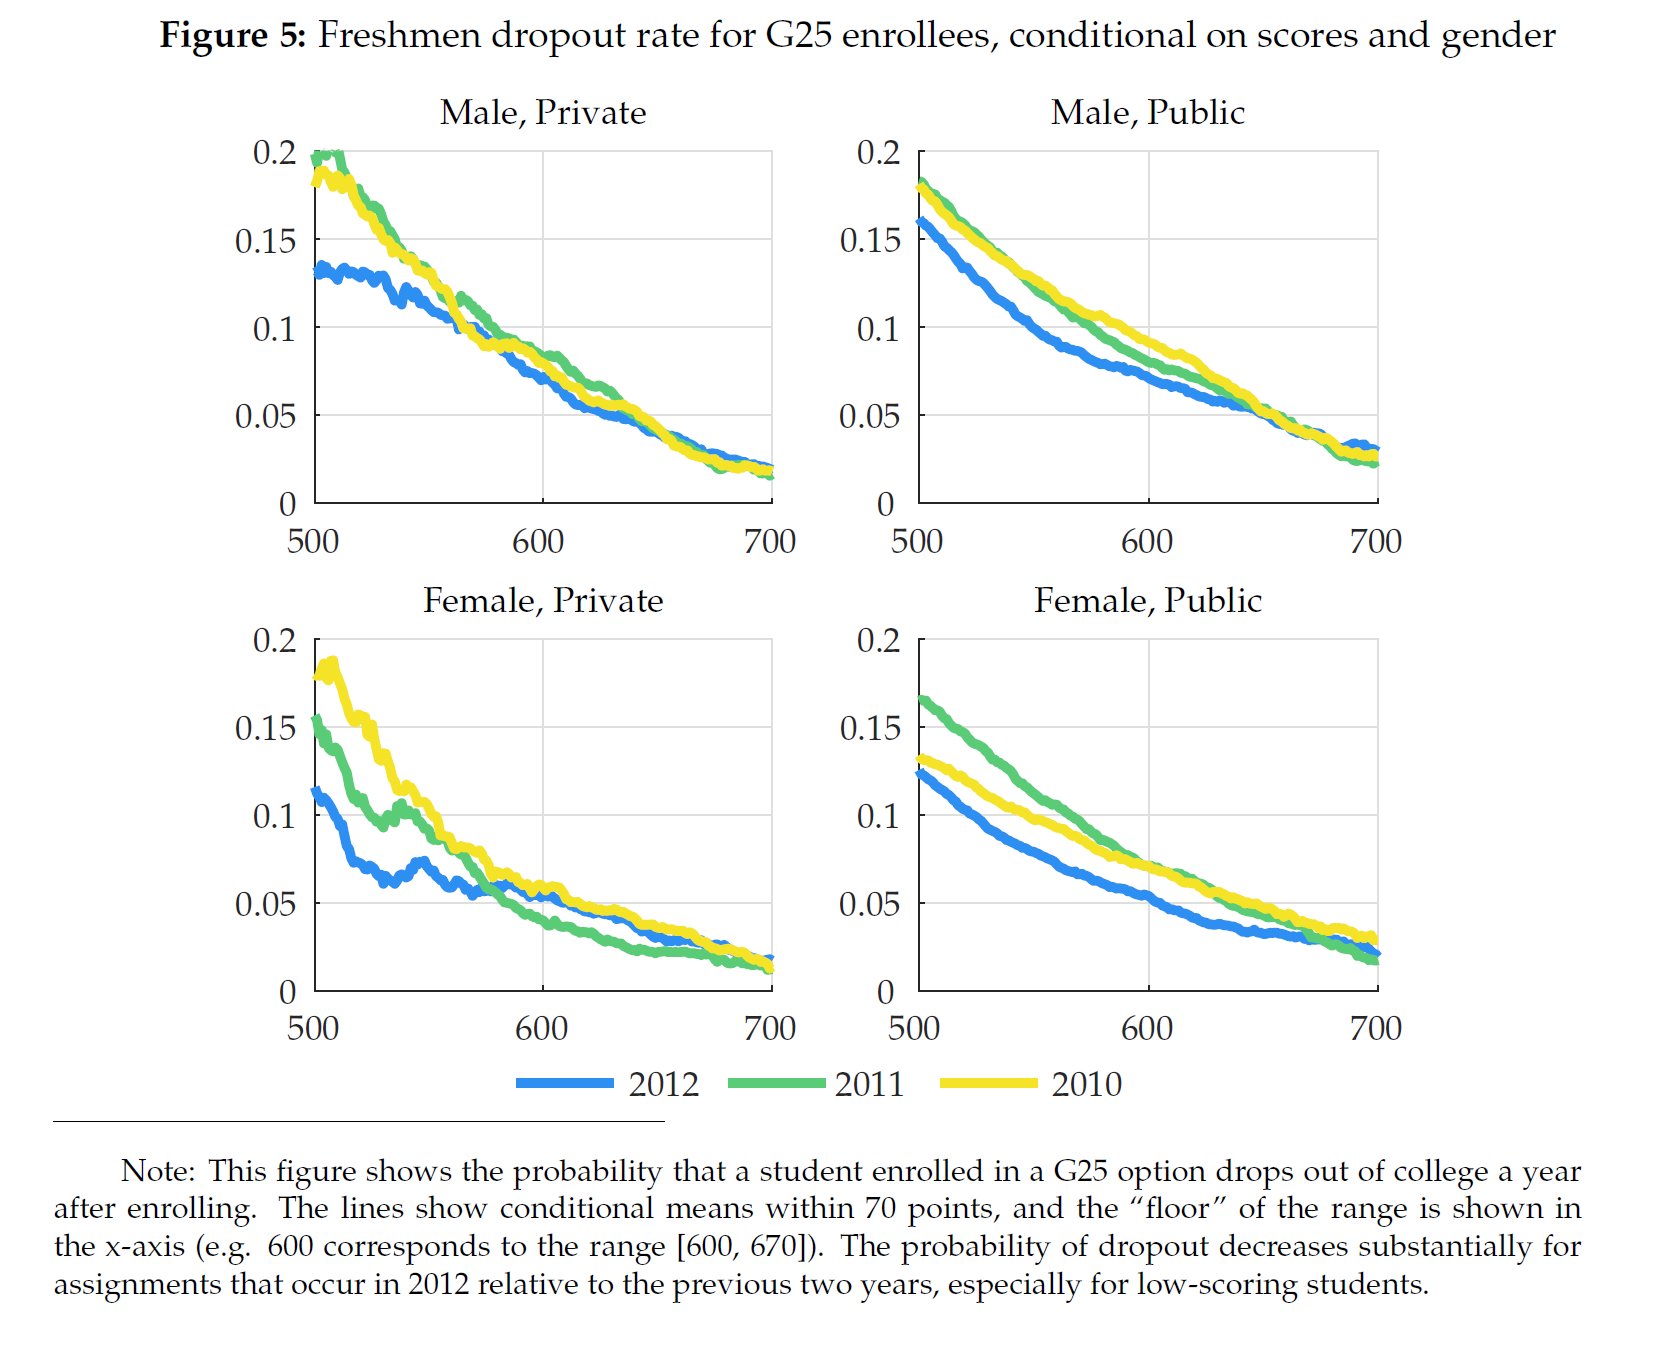 Figure 5: Freshmen dropout rate for G25 enrollees, conditional on scores and gender
Male, Private
0.2
0.15
0.1
0.05
0
500 600 700
Male, Public
0.2
0.15
0.1
0.05
0
500 600 700
Female, Private
0.2
0.15
0.1
0.05
0
500 600 700
Female, Public
0.2
0.15
0.1
0.05
0
500 600 700
2012 2011 2010
Note: This figure shows the probability that a student enrolled in a G25 option drops out of college a year
after enrolling. The lines show conditional means within 70 points, and the “floor” of the range is shown in
the x-axis (e.g. 600 corresponds to the range [600, 670]). The probability of dropout decreases substantially for
assignments that occur in 2012 relative to the previous two years, especially for low-scoring students.